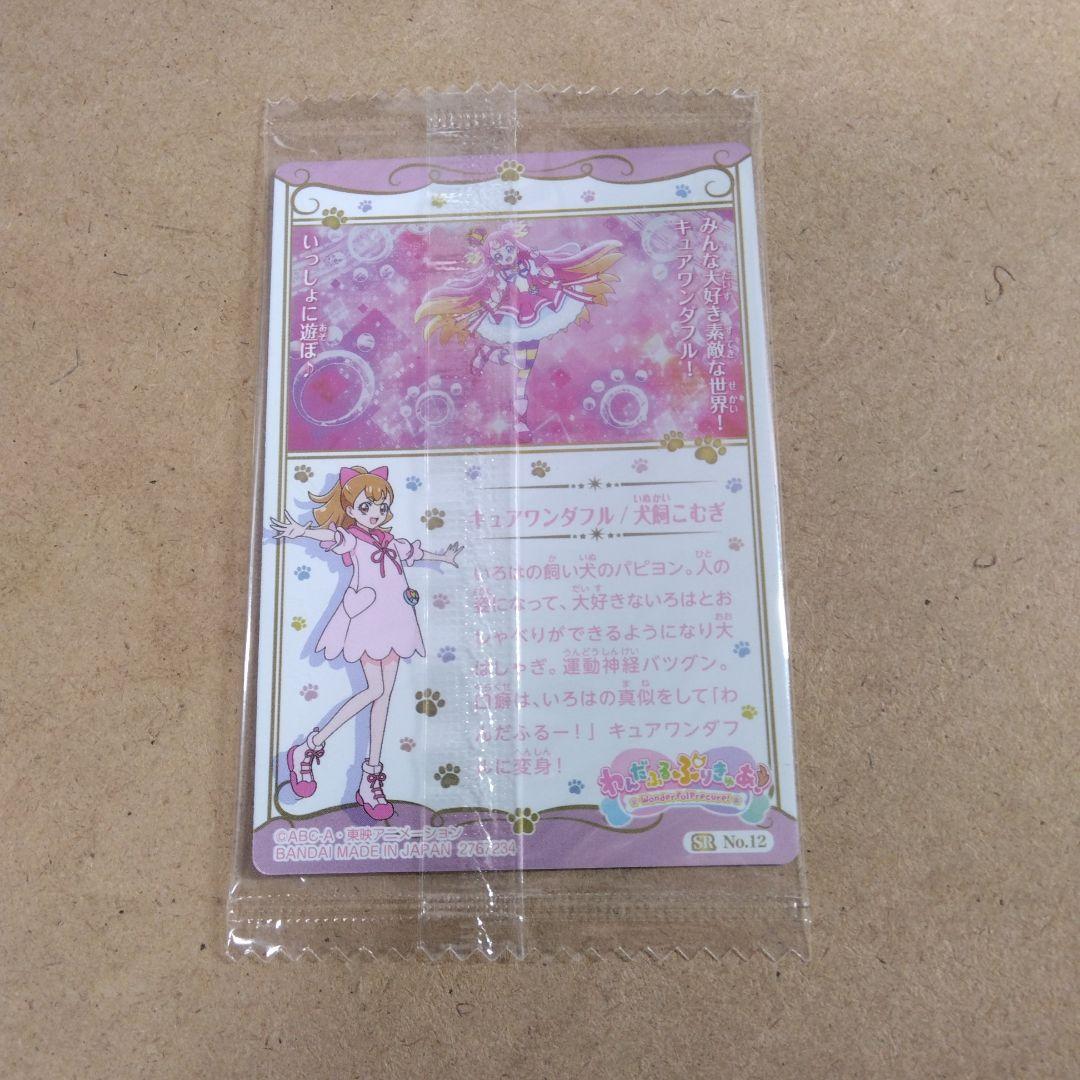 みんな大好き素敵な世界！
キュアワンダフル！
いっしょに遊ぼ♪
キュアワンダフル/犬飼こむぎ
いろはの飼い犬のパピヨン。人の
姿になって、大好きないろはとお
しゃべりができるようになり大
はしゃぎ。運動神経バツグン。
口癖は、いろはの真似をして「わ
んだふるー！」キュアワンダフ
ルに変身！
わんだふるぷりきゅあ！
Wonderful Precure!
©ABC-A・東映アニメーション
BANDAI MADE IN JAPAN 2767234
SR No.12